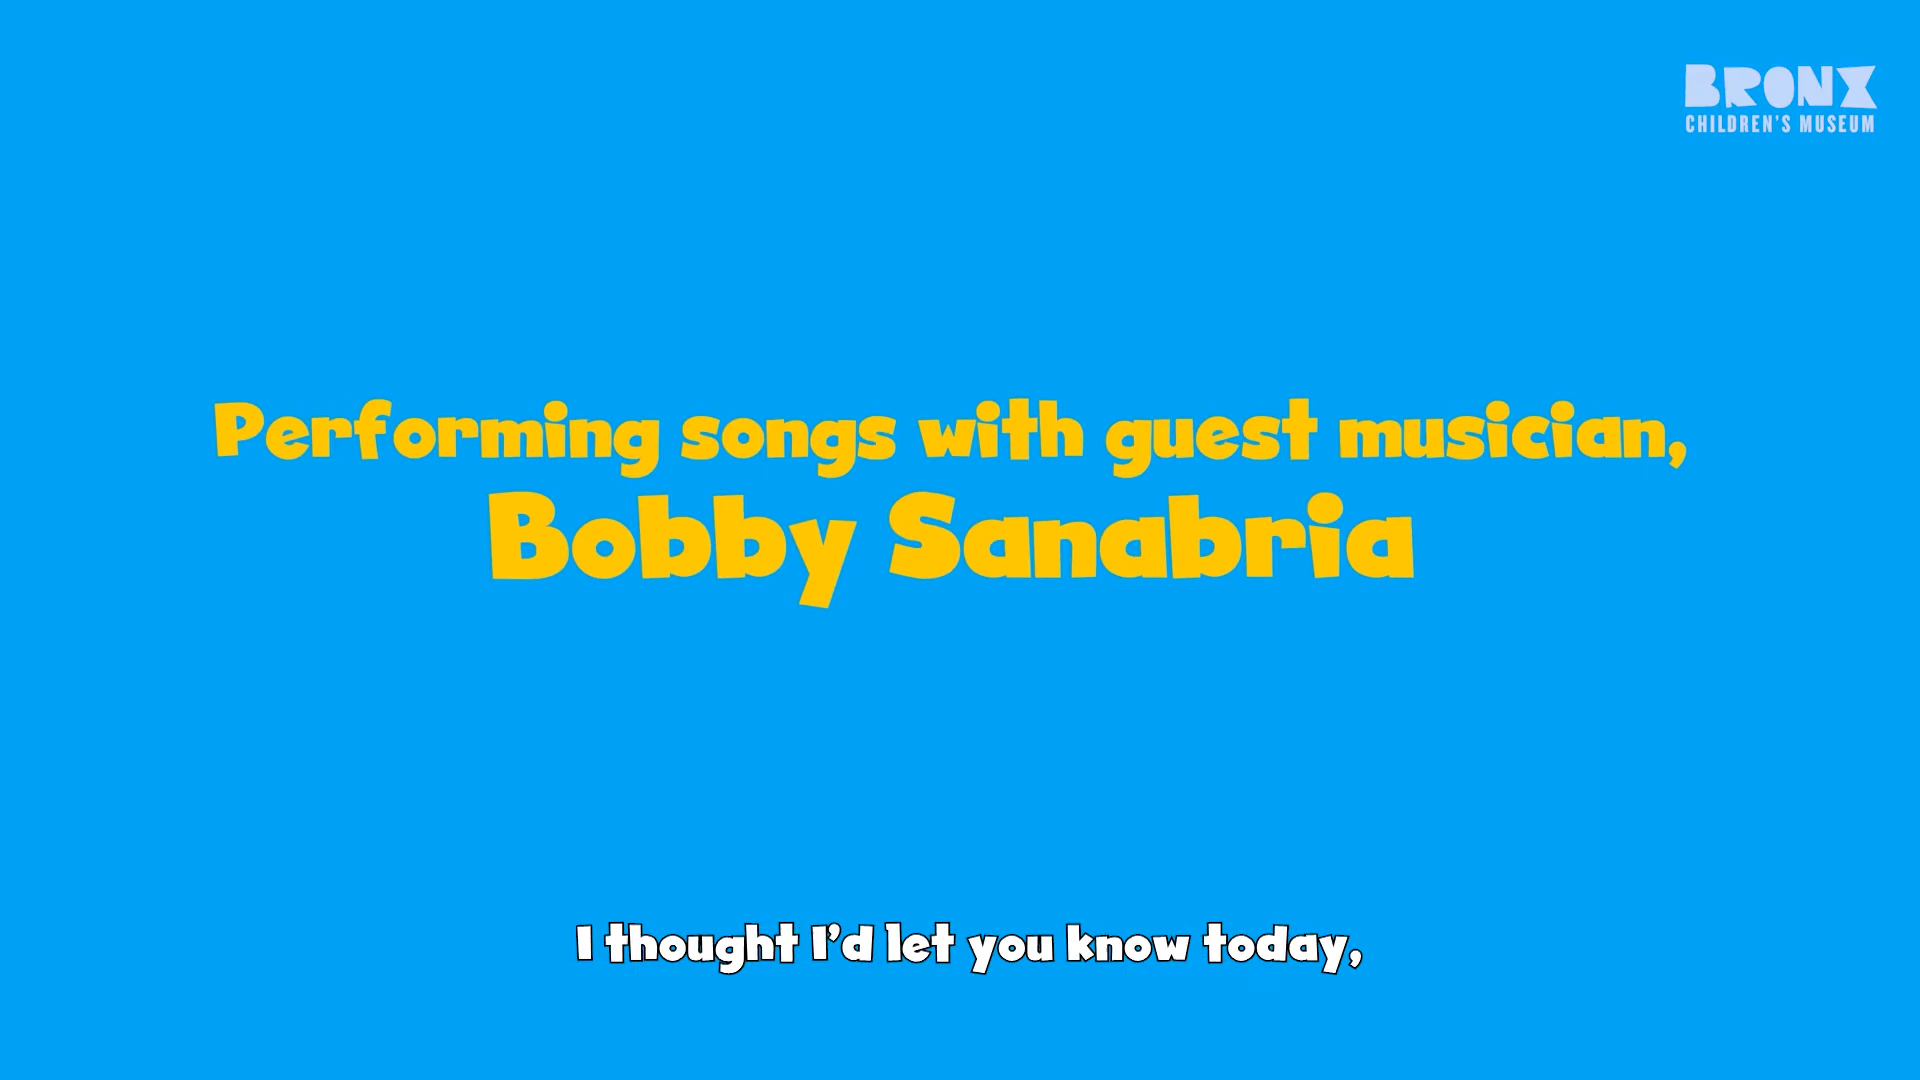 BRONX
CHILDREN'S MUSEUM
Performing songs with guest musician,
Bobby Sanabria
I thought I'd let you know today,